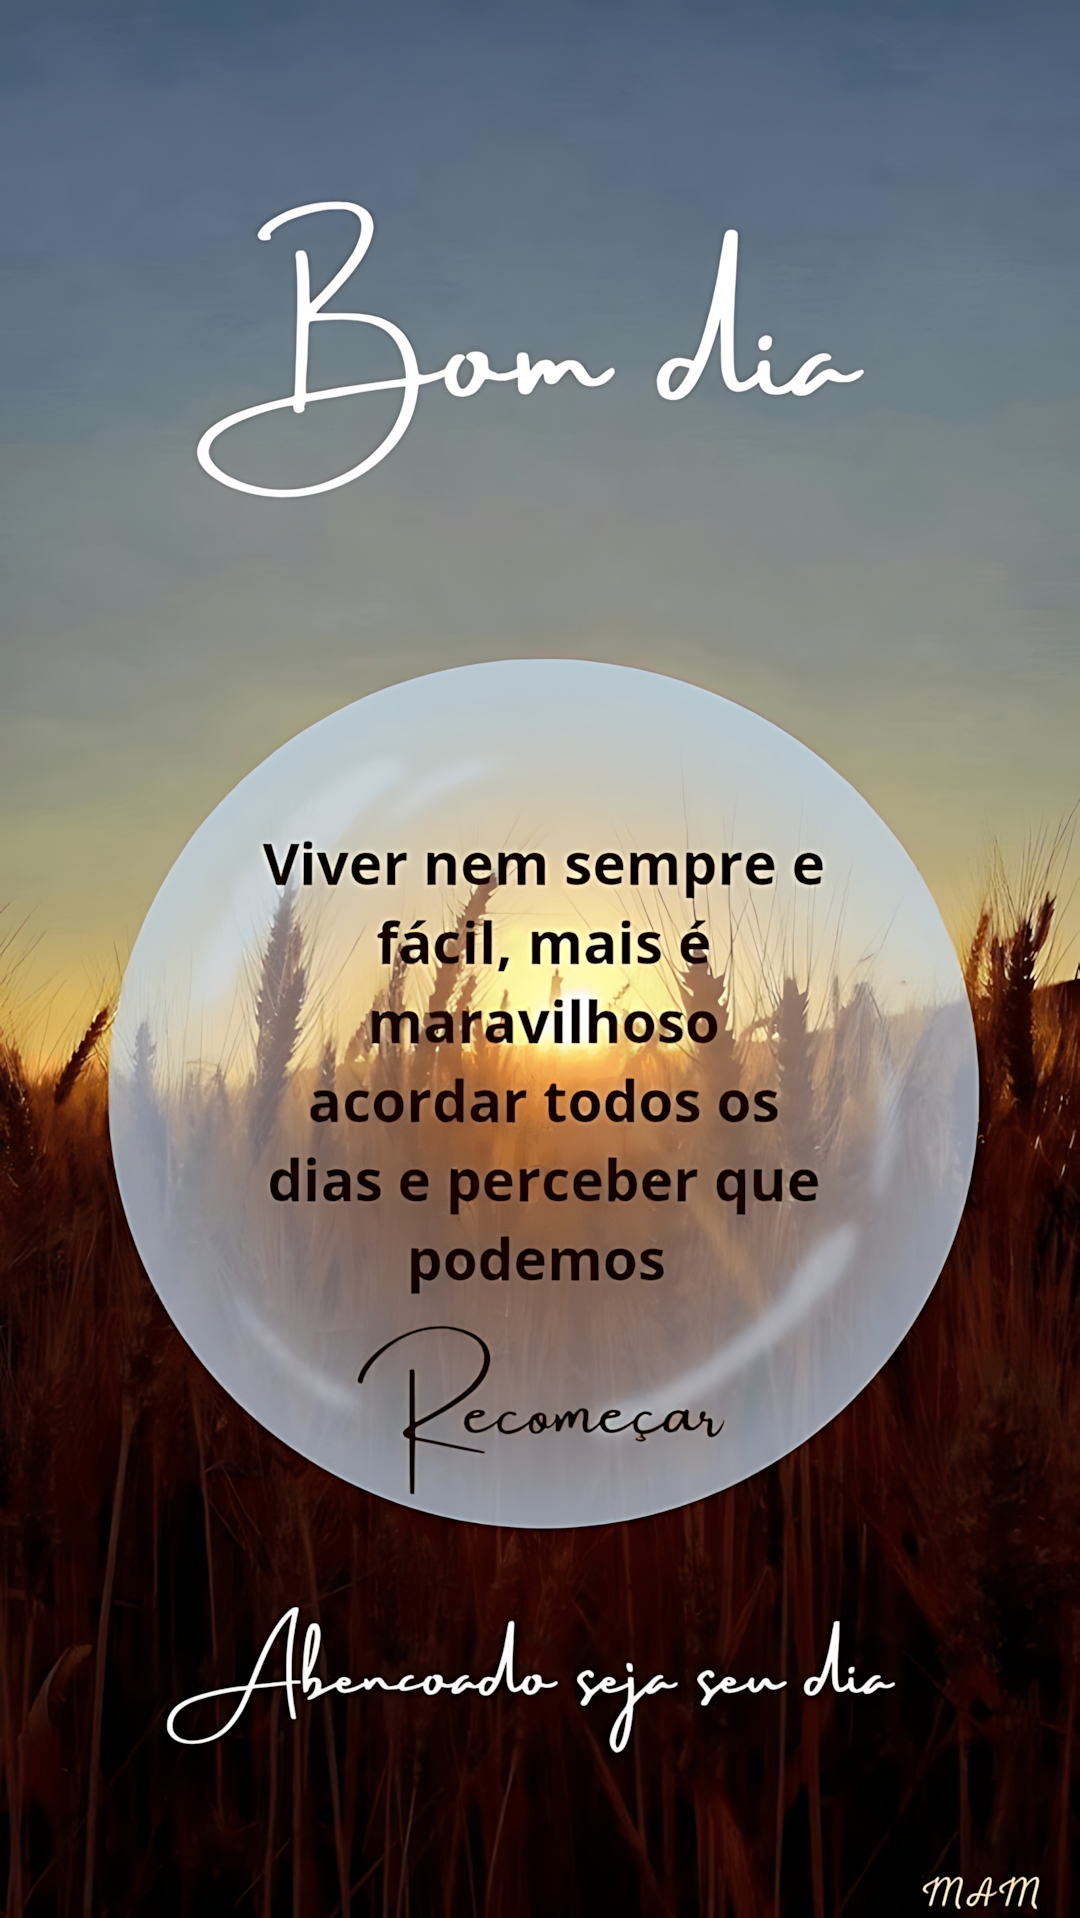 Bom dia
Viver nem sempre e
fácil, mais é
maravilhoso
acordar todos os
dias e perceber que
podemos
Recomeçar
Abencoado seja seu dia
MAM